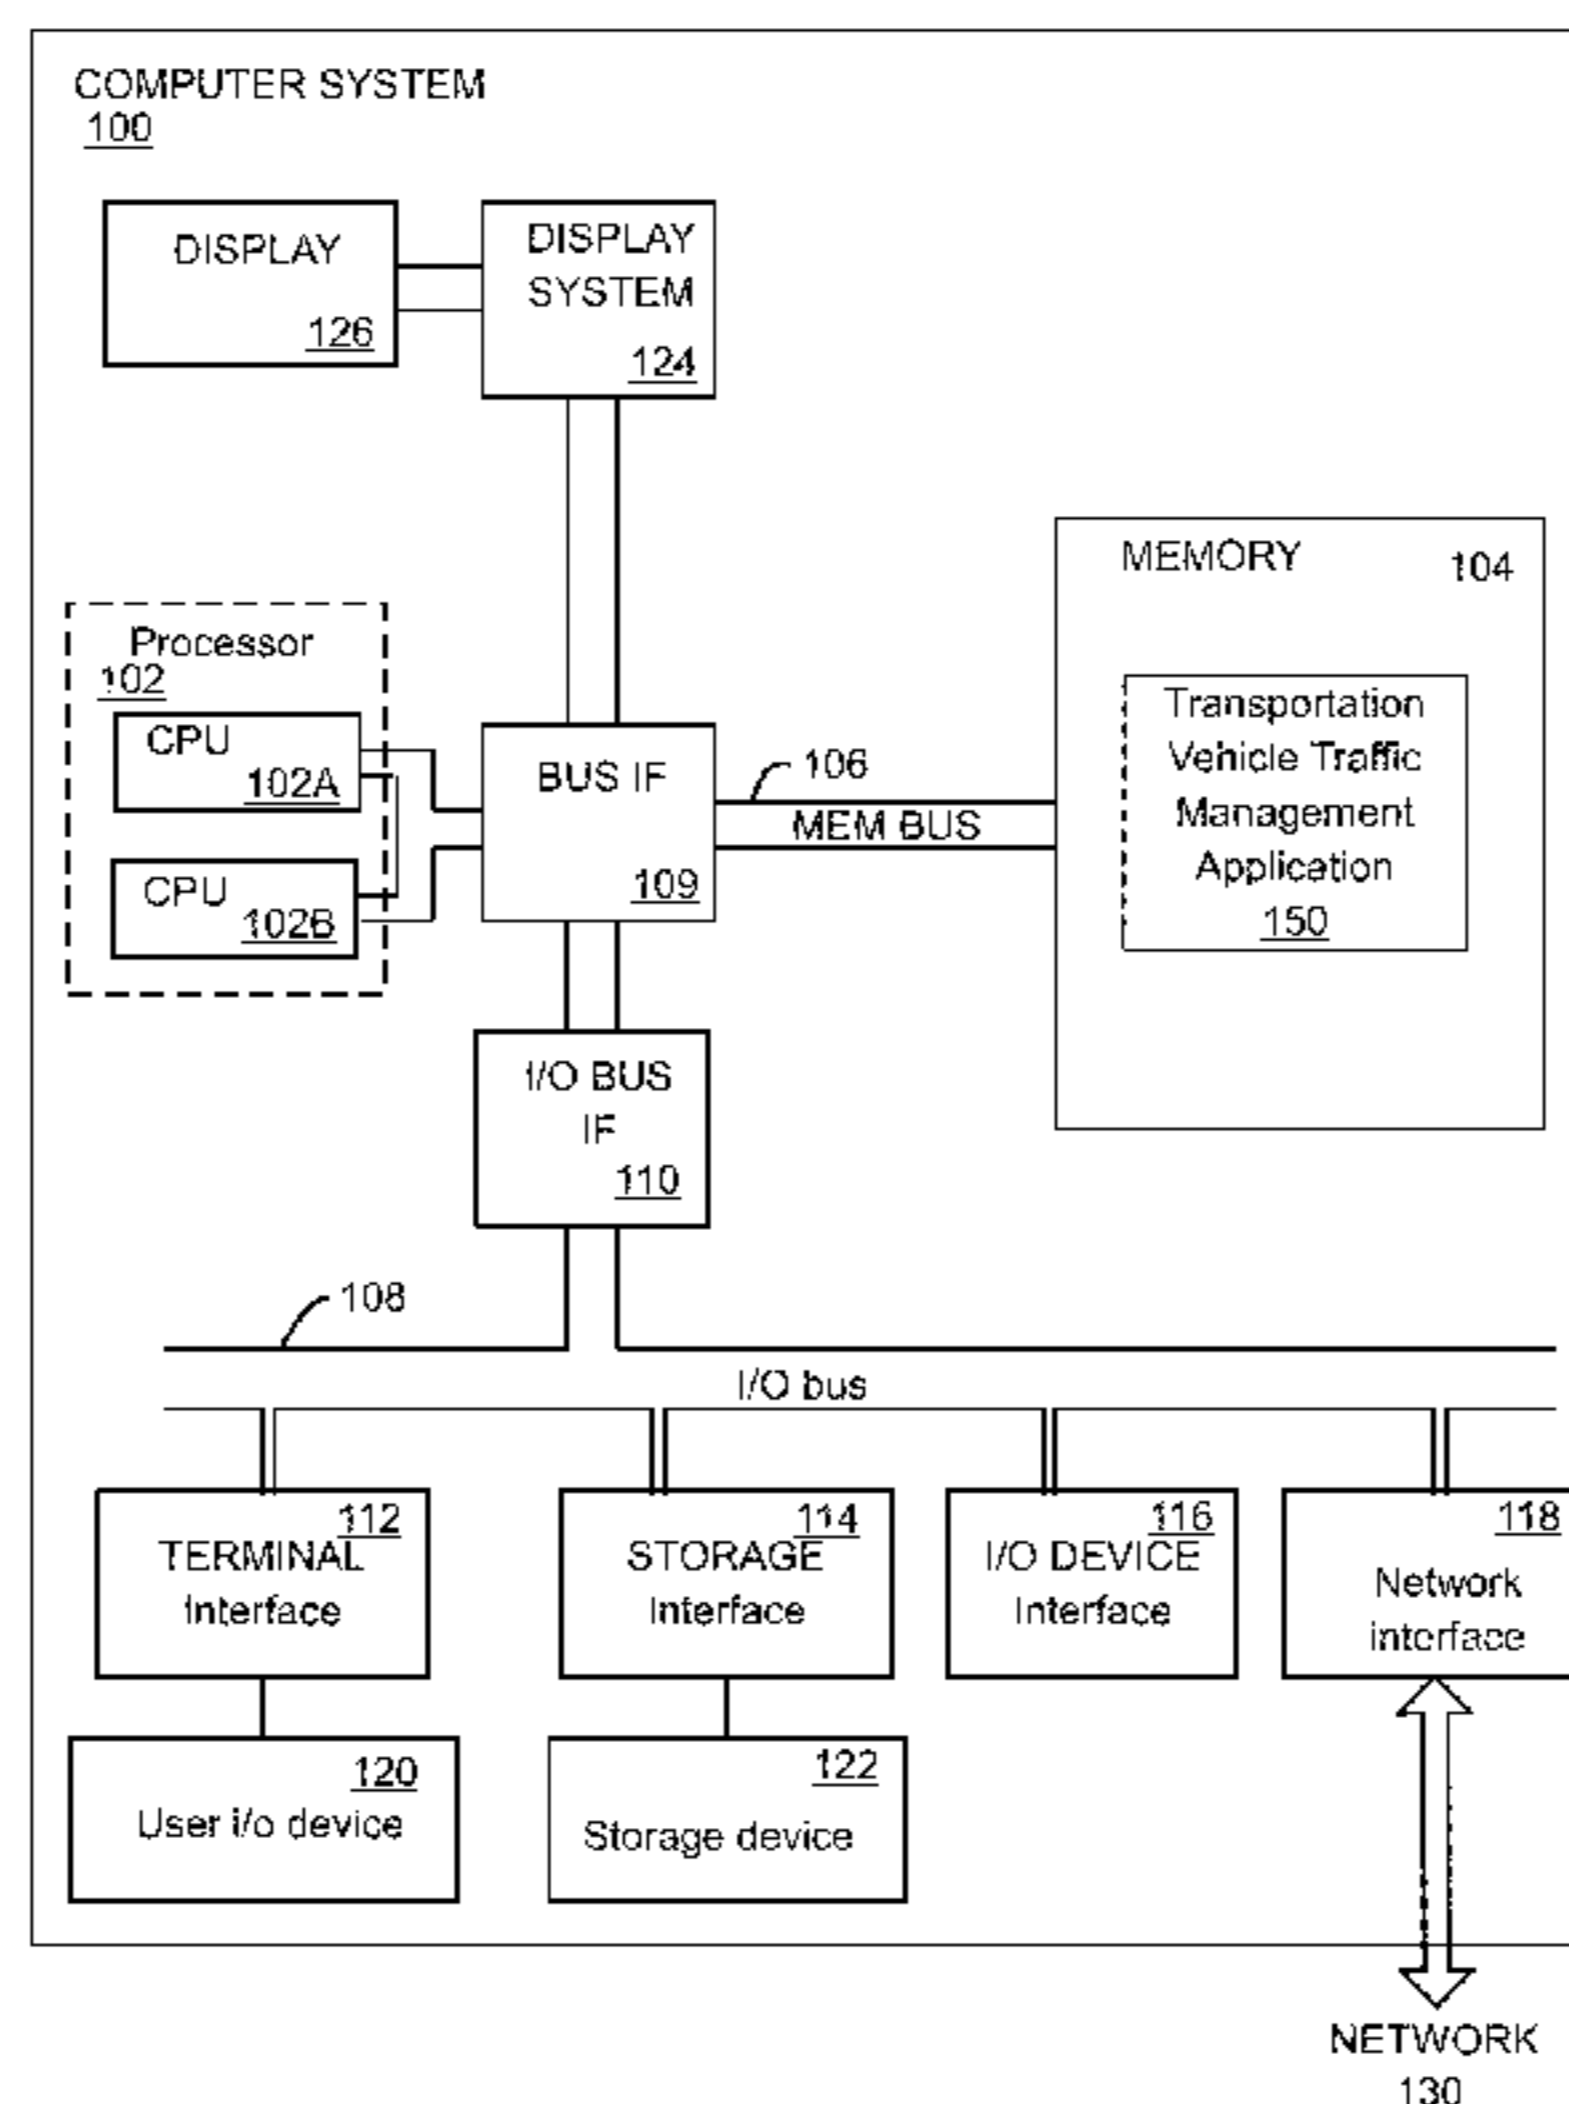 COMPUTER SYSTEM
100
DISPLAY
126
DISPLAY
SYSTEM
124
MEMORY
104
Processor
102
CPU
102A
CPU
102B
BUS IF
109
106
MEM BUS
Transportation
Vehicle Traffic
Management
Application
150
I/O BUS
IF
110
108
I/O bus
112
TERMINAL
Interface
114
STORAGE
Interface
116
I/O DEVICE
Interface
118
Network
interface
120
User i/o device
122
Storage device
NETWORK
130